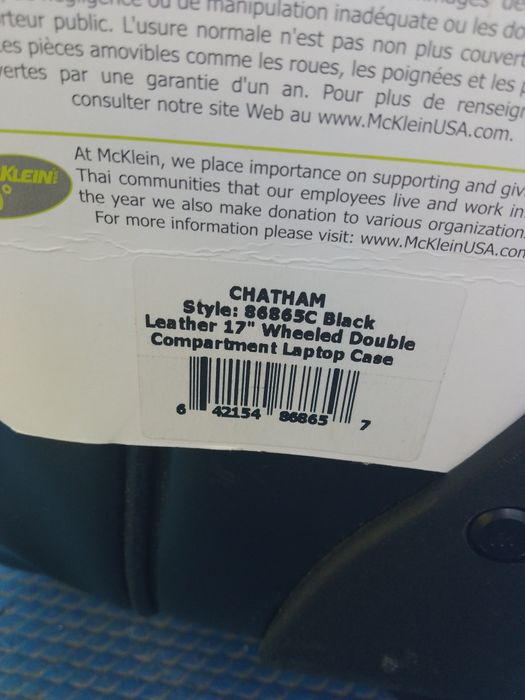 ou de manipulation inadéquate ou les do
rteur public. L'usure normale n'est pas non plus couvert
es pièces amovibles comme les roues, les poignées et les
ertes par une garantie d'un an. Pour plus de renseign
consulter notre site Web au www.McKleinUSA.com.
KLEIN
At McKlein, we place importance on supporting and giv
Thai communities that our employees live and work in
the year we also make donation to various organization
For more information please visit: www.McKleinUSA.com
CHATHAM
Style: 86865C Black
Leather 17" Wheeled Double
Compartment Laptop Case
6 42154 86865 7